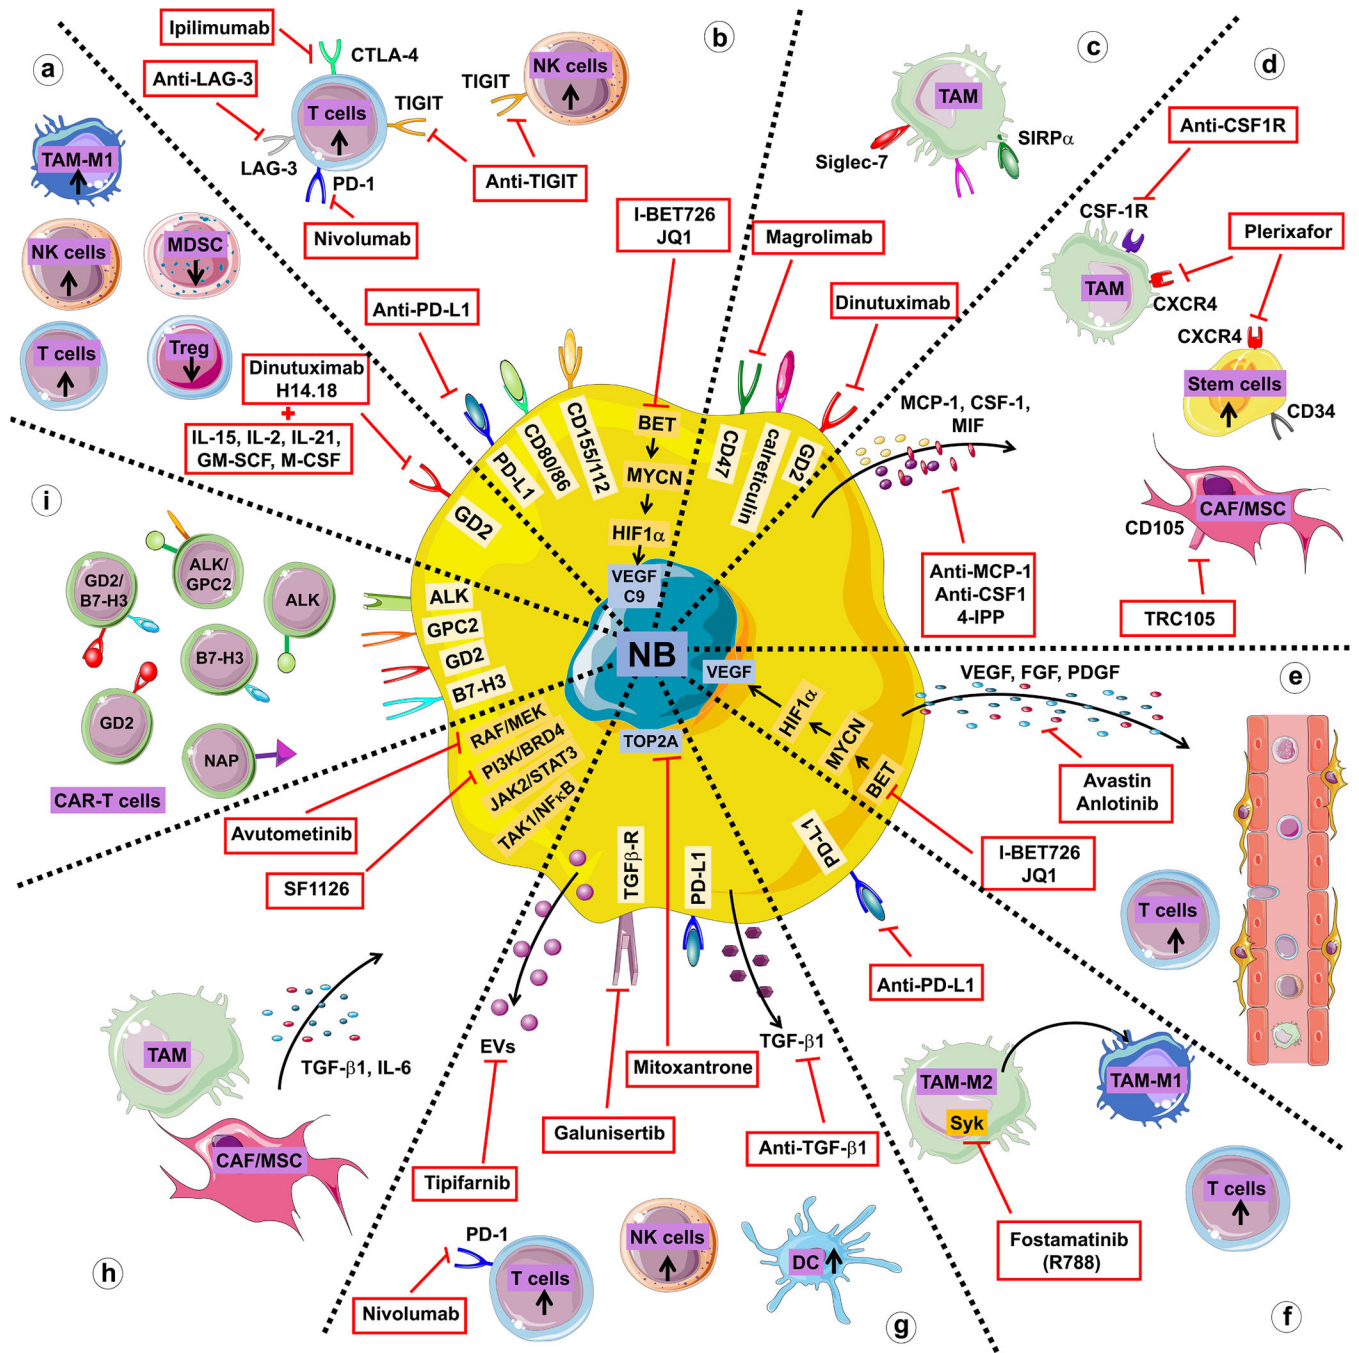 a
TAM-M1
NK cells
MDSC
T cells
Treg
Dinutuximab
H14.18
+
IL-15, IL-2, IL-21,
GM-SCF, M-CSF
GD2
b
Ipilimumab
CTLA-4
Anti-LAG-3
T cells
TIGIT
LAG-3
PD-1
Nivolumab
TIGIT
NK cells
Anti-TIGIT
I-BET726
JQ1
Anti-PD-L1
PD-L1
CD80/86
CD155/112
BET
MYCN
HIF1α
VEGF
C9
c
TAM
Siglec-7
SIRPα
Magrolimab
Dinutuximab
CD47
calreticulin
GD2
d
Anti-CSF1R
CSF-1R
Plerixafor
TAM
CXCR4
CXCR4
Stem cells
CD34
MCP-1, CSF-1,
MIF
CAF/MSC
CD105
Anti-MCP-1
Anti-CSF1
4-IPP
TRC105
NB
e
VEGF, FGF, PDGF
Avastin
Anlotinib
VEGF
HIF1α
MYCN
BET
I-BET726
JQ1
T cells
f
PD-L1
Anti-PD-L1
TAM-M2
Syk
TAM-M1
T cells
Fostamatinib
(R788)
g
TOP2A
TGFβ-R
PD-L1
TGF-β1
Mitoxantrone
Galunisertib
Anti-TGF-β1
PD-1
T cells
NK cells
DC
Nivolumab
h
RAF/MEK
PI3K/BRD4
JAK2/STAT3
TAK1/NFκB
Avutometinib
SF1126
EVs
Tipifarnib
TAM
TGF-β1, IL-6
CAF/MSC
i
ALK
GPC2
GD2
B7-H3
GD2/
B7-H3
ALK/
GPC2
ALK
B7-H3
GD2
NAP
CAR-T cells